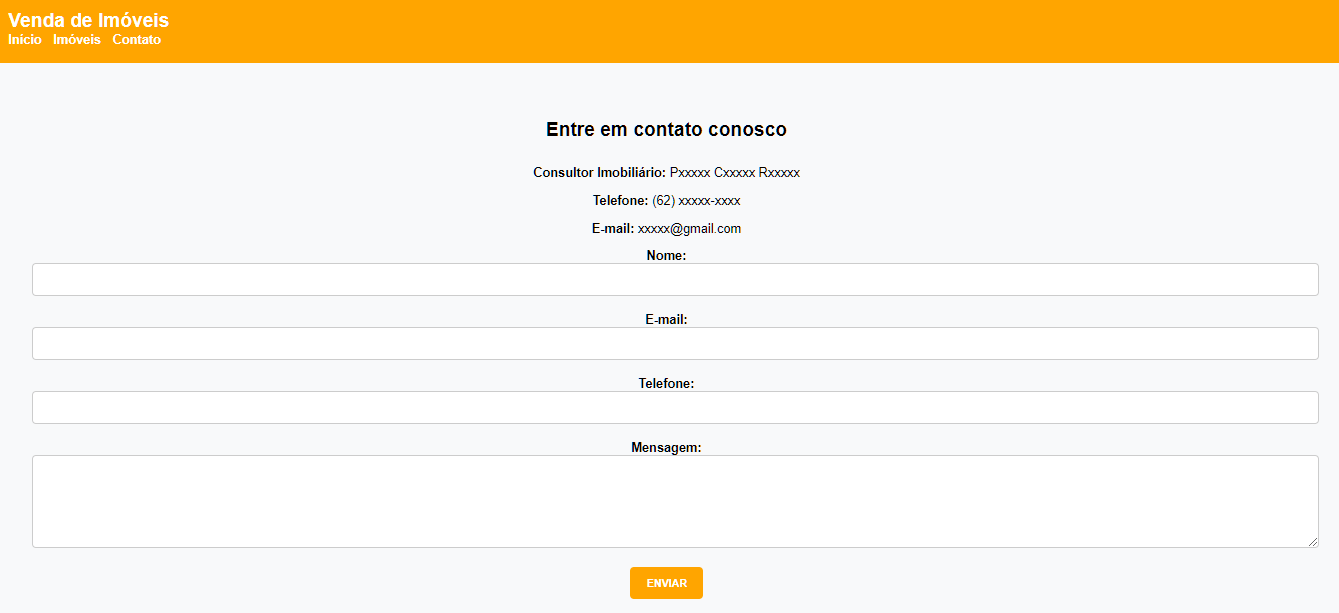 Venda de Imóveis
Início Imóveis Contato
Entre em contato conosco
Consultor Imobiliário: Pxxxxx Cxxxxx Rxxxxx
Telefone: (62) xxxxx-xxxx
E-mail: xxxxx@gmail.com
Nome:
E-mail:
Telefone:
Mensagem:
ENVIAR